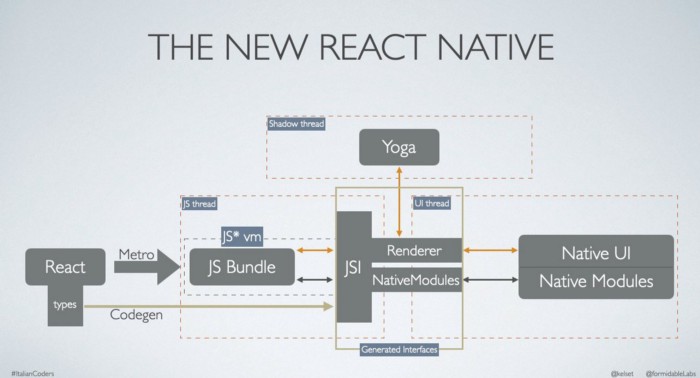 THE NEW REACT NATIVE
Shadow thread
Yoga
JS thread
UI thread
JS* vm
React
Metro
JS Bundle
JSI
Renderer
NativeModules
Native UI
Native Modules
types
Codegen
Generated Interfaces
#ItalianCoders
@kelset @formidableLabs